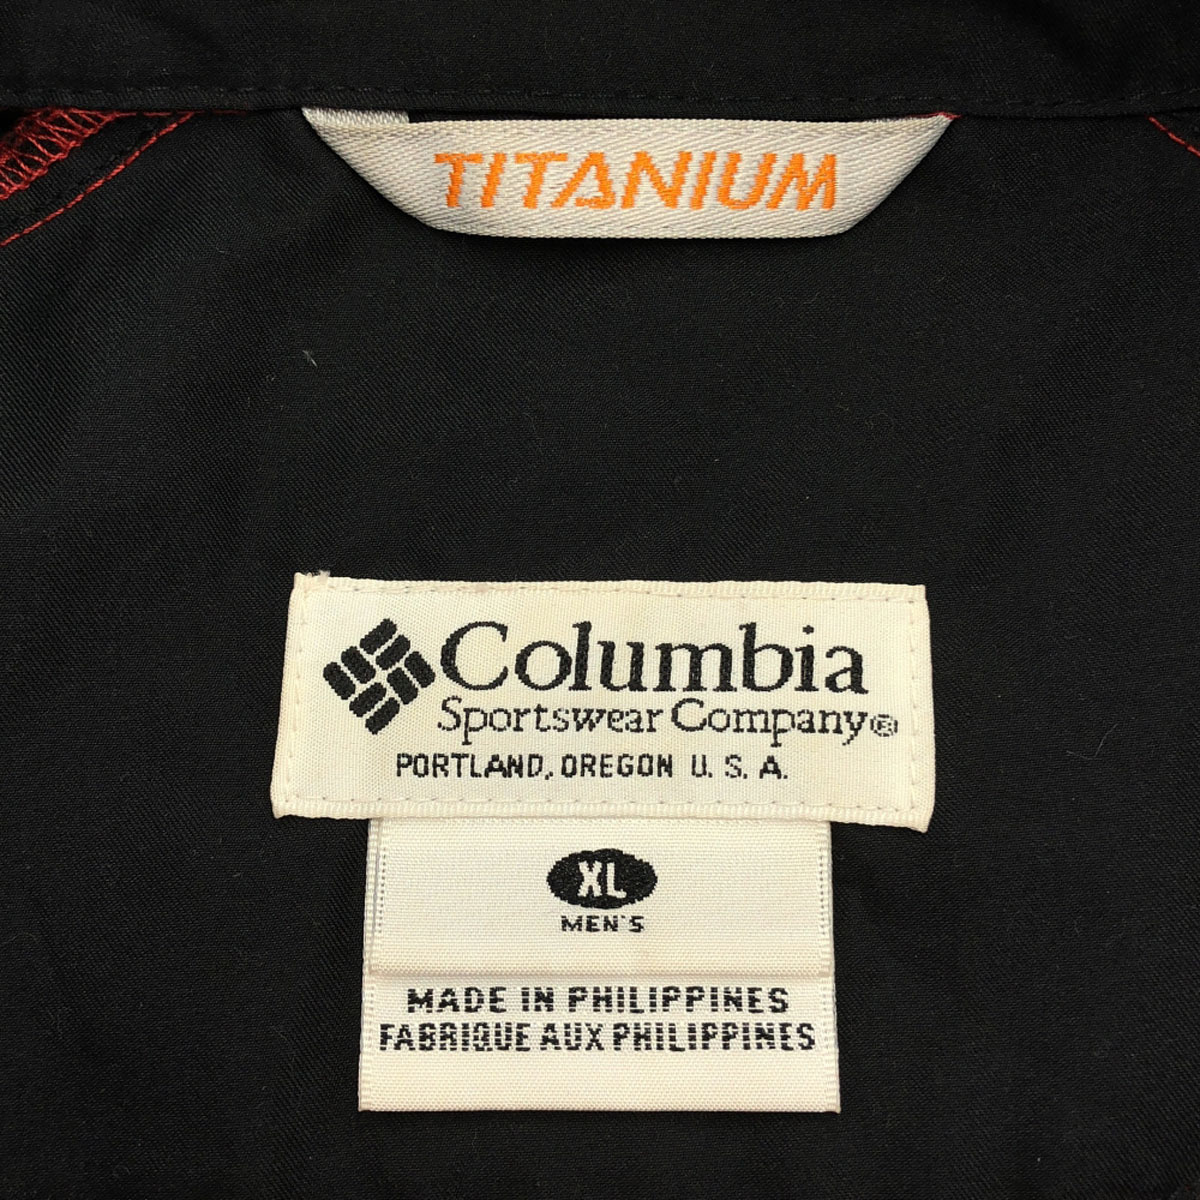 TITANIUM
Columbia
Sportswear Company®
PORTLAND, OREGON U. S. A.
XL
MEN'S
MADE IN PHILIPPINES
FABRIQUE AUX PHILIPPINES